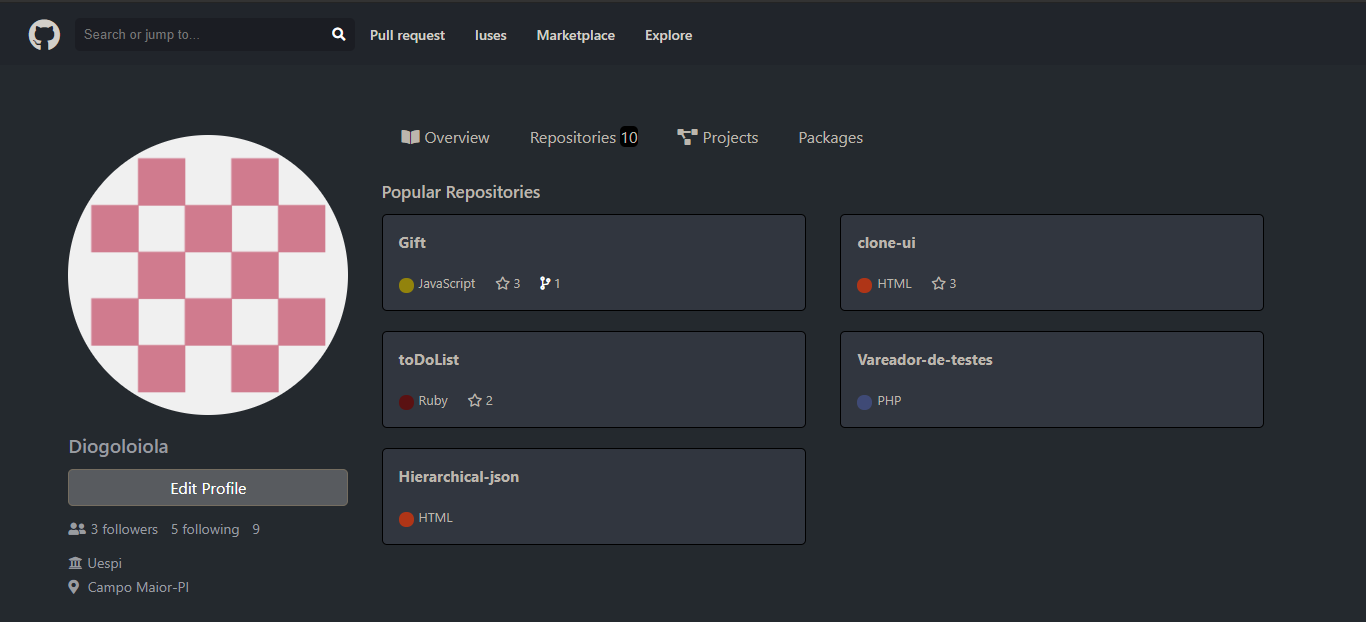 Search or jump to... Pull request Iuses Marketplace Explore
Overview Repositories 10 Projects Packages
Popular Repositories
Gift
JavaScript 3 1
clone-ui
HTML 3
toDoList
Ruby 2
Vareador-de-testes
PHP
Hierarchical-json
HTML
Diogoloiola
Edit Profile
3 followers 5 following 9
Uespi
Campo Maior-PI